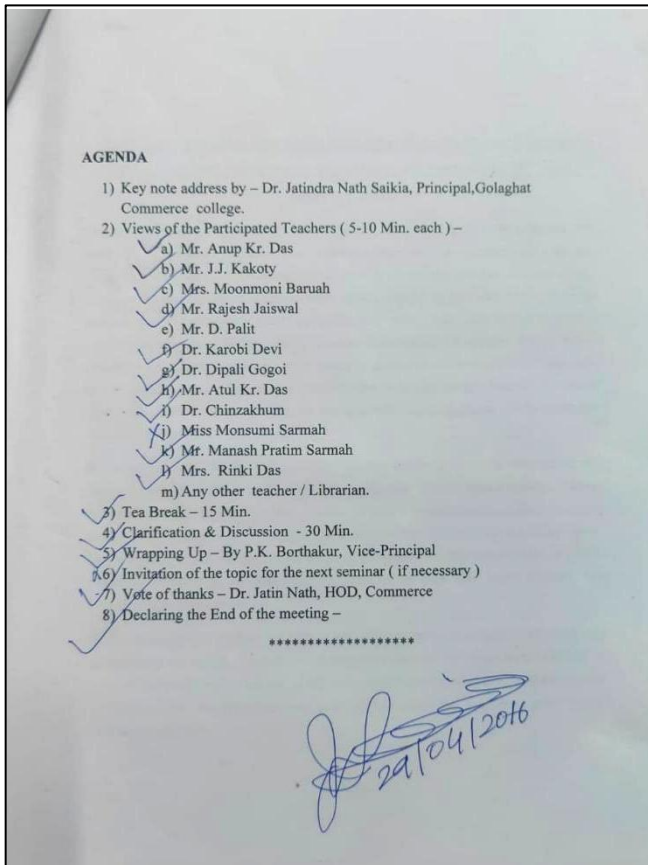 AGENDA
1) Key note address by – Dr. Jatindra Nath Saikia, Principal,Golaghat
Commerce college.
2) Views of the Participated Teachers ( 5-10 Min. each ) –
a) Mr. Anup Kr. Das
b) Mr. J.J. Kakoty
c) Mrs. Moonmoni Baruah
d) Mr. Rajesh Jaiswal
e) Mr. D. Palit
f) Dr. Karobi Devi
g) Dr. Dipali Gogoi
h) Mr. Atul Kr. Das
i) Dr. Chinzakhum
j) Miss Monsumi Sarmah
k) Mr. Manash Pratim Sarmah
l) Mrs. Rinki Das
m) Any other teacher / Librarian.
3) Tea Break – 15 Min.
4) Clarification & Discussion - 30 Min.
5) Wrapping Up – By P.K. Borthakur, Vice-Principal
6) Invitation of the topic for the next seminar ( if necessary )
7) Vote of thanks – Dr. Jatin Nath, HOD, Commerce
8) Declaring the End of the meeting –
*******************
29/04/2016